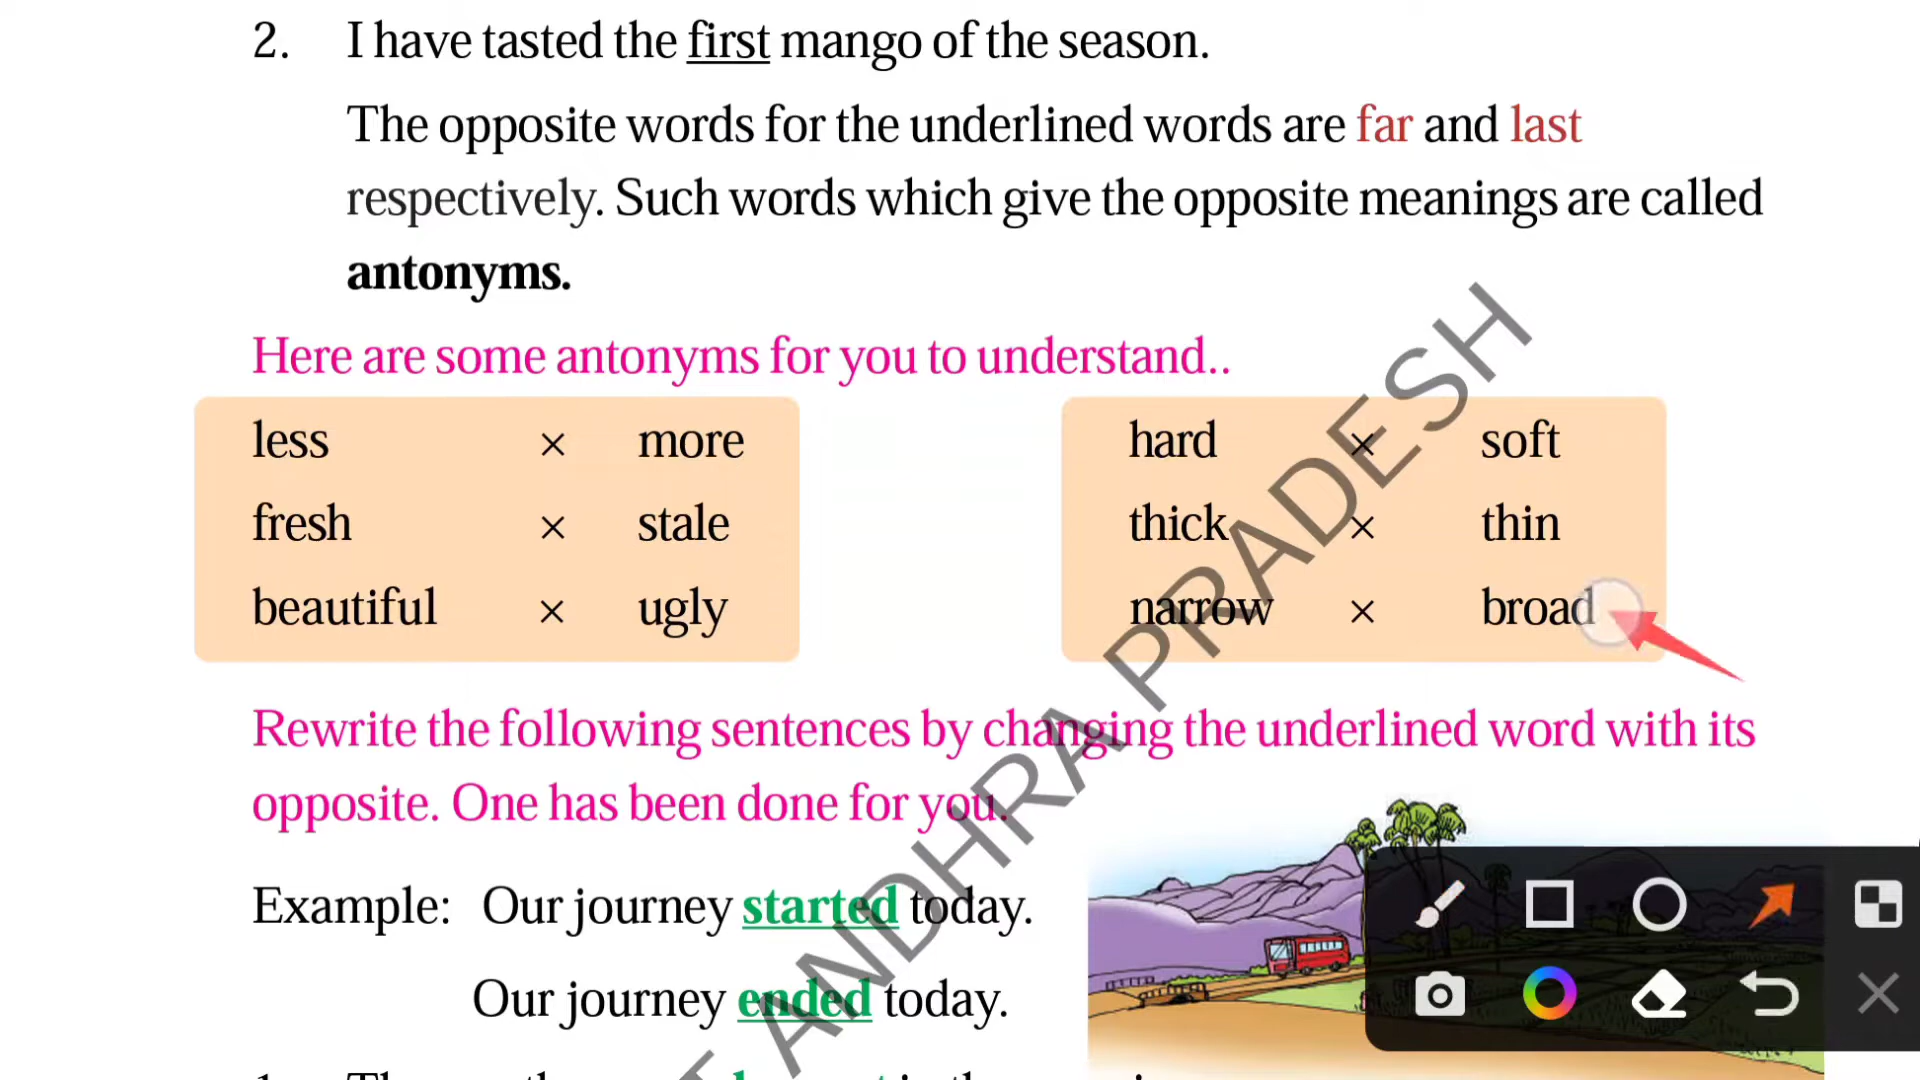 2. I have tasted the first mango of the season.
The opposite words for the underlined words are far and last
respectively. Such words which give the opposite meanings are called
antonyms.
Here are some antonyms for you to understand..
less × more
fresh × stale
beautiful × ugly
hard × soft
thick × thin
narrow × broad
Rewrite the following sentences by changing the underlined word with its
opposite. One has been done for you.
Example: Our journey started today.
Our journey ended today.
ANDHRA PRADESH